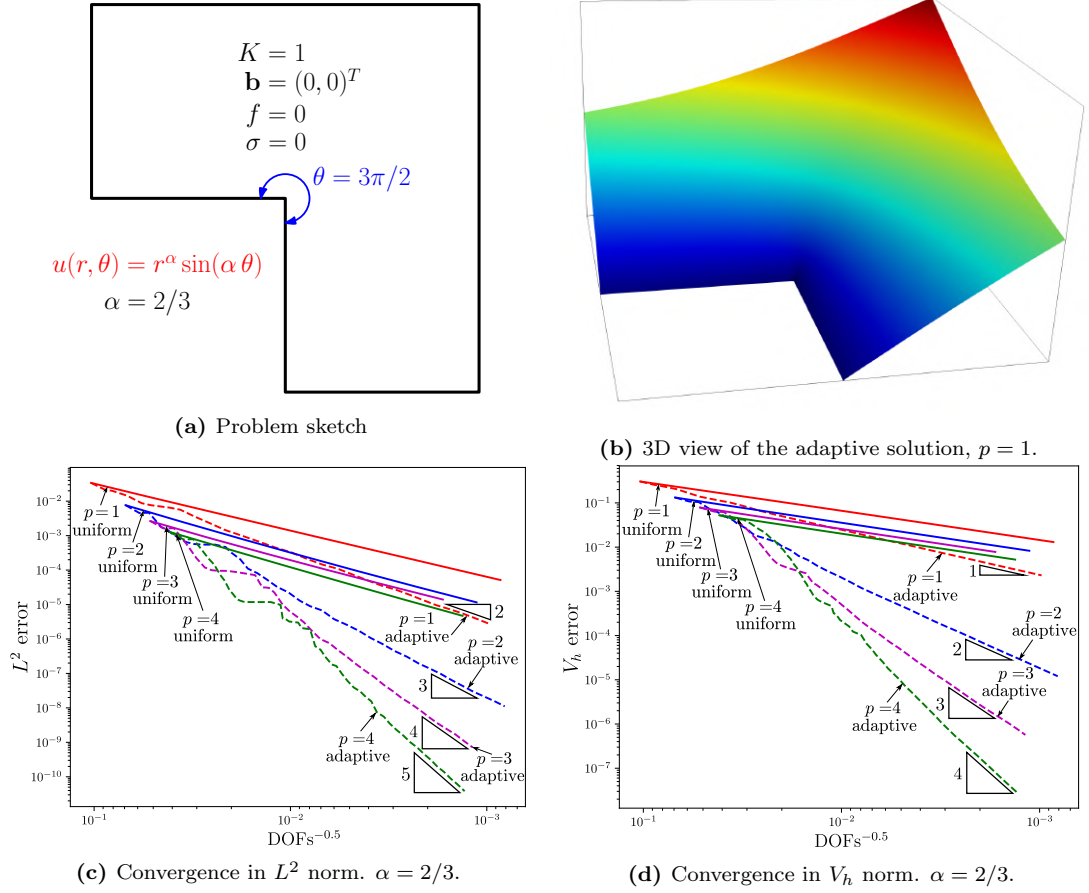 K = 1
b = (0, 0)^T
f = 0
σ = 0
θ = 3π/2
u(r, θ) = r^α sin(α θ)
α = 2/3
(a) Problem sketch
(b) 3D view of the adaptive solution, p = 1.
L^2 error
10^−2
10^−3
10^−4
10^−5
10^−6
10^−7
10^−8
10^−9
10^−10
p =1
uniform
p =2
uniform
p =3
uniform
p =4
uniform
p =1
adaptive
2
p =2
adaptive
3
p =4
adaptive
4
p =3
adaptive
5
10^−1
10^−2
10^−3
DOFs^−0.5
(c) Convergence in L^2 norm. α = 2/3.
V_h error
10^−1
10^−2
10^−3
10^−4
10^−5
10^−6
10^−7
p =1
uniform
p =2
uniform
p =3
uniform
p =4
uniform
1
p =1
adaptive
p =2
adaptive
2
p =3
adaptive
3
p =4
adaptive
4
10^−1
10^−2
10^−3
DOFs^−0.5
(d) Convergence in V_h norm. α = 2/3.